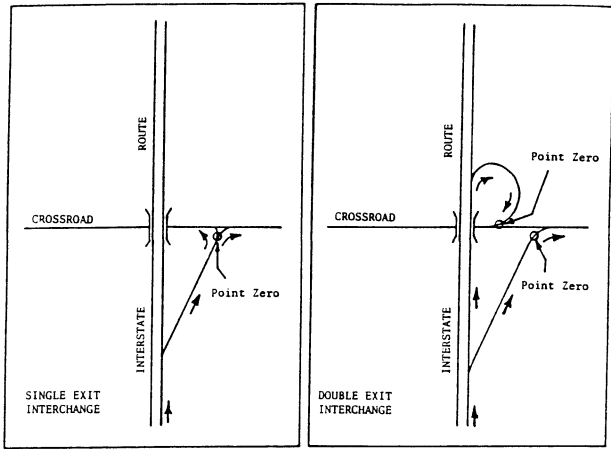 ROUTE
CROSSROAD
Point Zero
INTERSTATE
SINGLE EXIT
INTERCHANGE
ROUTE
Point Zero
CROSSROAD
Point Zero
INTERSTATE
DOUBLE EXIT
INTERCHANGE